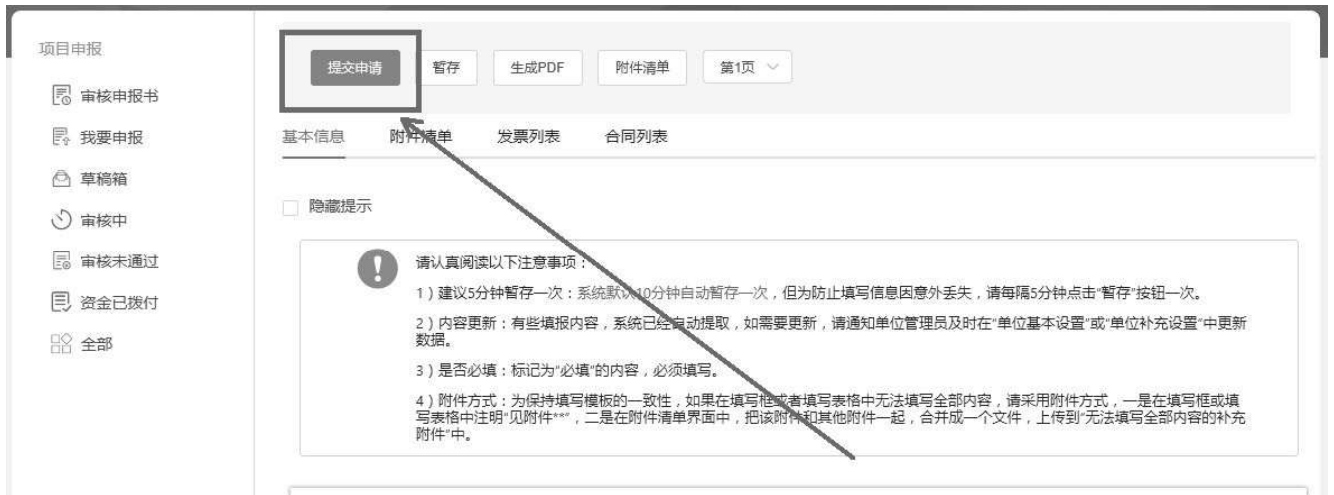 项目申报
审核申报书
我要申报
草稿箱
审核中
审核未通过
资金已拨付
全部
提交申请 暂存 生成PDF 附件清单 第1页
基本信息 附件清单 发票列表 合同列表
隐藏提示
请认真阅读以下注意事项：
1）建议5分钟暂存一次：系统默认10分钟自动暂存一次，但为防止填写信息因意外丢失，请每隔5分钟点击“暂存”按钮一次。
2）内容更新：有些填报内容，系统已经自动提取，如需要更新，请通知单位管理员及时在“单位基本设置”或“单位补充设置”中更新
数据。
3）是否必填：标记为“必填”的内容，必须填写。
4）附件方式：为保持填写模板的一致性，如果在填写框或者填写表格中无法填写全部内容，请采用附件方式，一是在填写框或填
写表格中注明“见附件**”，二是在附件清单界面中，把该附件和其他附件一起，合并成一个文件，上传到“无法填写全部内容的补充
附件”中。